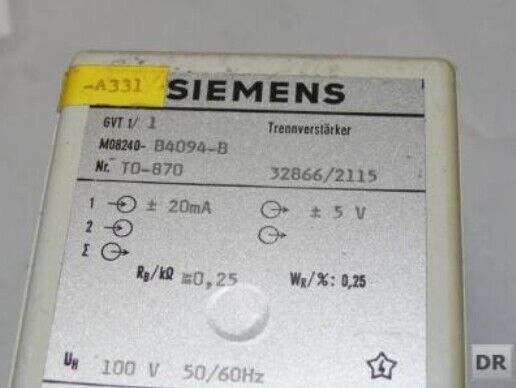 -A331
SIEMENS
GVT 1/ 1 Trennverstärker
M08240- B4094-B
Nr. TO-870 32866/2115
1 ± 20mA ± 5 V
2
Σ
RB/kΩ ≧0,25 WR/%: 0,25
UH 100 V 50/60Hz
DR